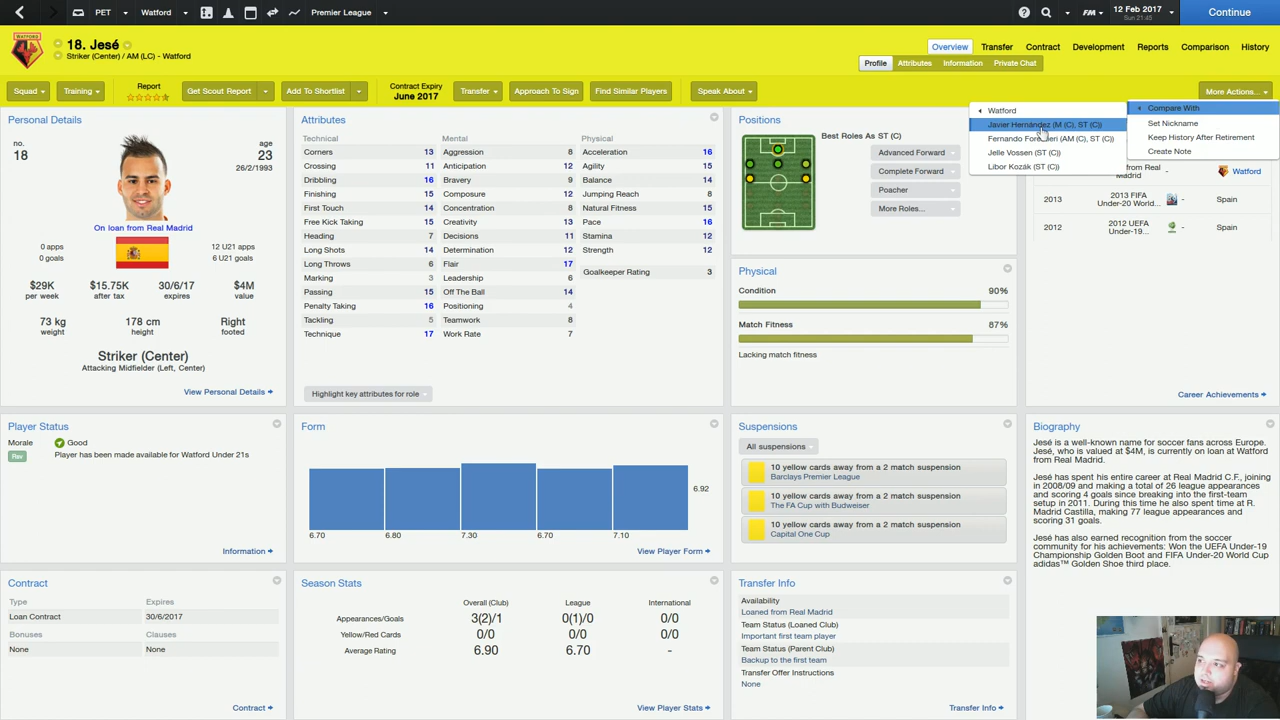 PET
Watford
Premier League
FM
12 Feb 2017
Sun 21:45
Continue
WATFORD
18. Jesé
Striker (Center) / AM (LC) - Watford
Overview
Transfer
Contract
Development
Reports
Comparison
History
Profile
Attributes
Information
Private Chat
Squad
Training
Report
Get Scout Report
Add To Shortlist
Contract Expiry
June 2017
Transfer
Approach To Sign
Find Similar Players
Speak About
More Actions...
Watford
Javier Hernández (M (C), ST (C))
Fernando Forestieri (AM (C), ST (C))
Jelle Vossen (ST (C))
Libor Kozák (ST (C))
Compare With
Set Nickname
Keep History After Retirement
Create Note
Personal Details
no.
18
age
23
26/2/1993
On loan from Real Madrid
0 apps
0 goals
12 U21 apps
6 U21 goals
$29K
per week
$15.75K
after tax
30/6/17
expires
$4M
value
73 kg
weight
178 cm
height
Right
footed
Striker (Center)
Attacking Midfielder (Left, Center)
View Personal Details
Attributes
Technical
Corners 13
Crossing 11
Dribbling 16
Finishing 15
First Touch 14
Free Kick Taking 15
Heading 7
Long Shots 14
Long Throws 6
Marking 3
Passing 15
Penalty Taking 16
Tackling 5
Technique 17
Mental
Aggression 8
Anticipation 12
Bravery 9
Composure 12
Concentration 8
Creativity 13
Decisions 11
Determination 12
Flair 17
Leadership 6
Off The Ball 14
Positioning 4
Teamwork 8
Work Rate 7
Physical
Acceleration 16
Agility 15
Balance 14
Jumping Reach 8
Natural Fitness 15
Pace 16
Stamina 12
Strength 12
Goalkeeper Rating 3
Highlight key attributes for role
Positions
Best Roles As ST (C)
Advanced Forward
Complete Forward
Poacher
More Roles...
Physical
Condition 90%
Match Fitness 87%
Lacking match fitness
from Real
Madrid - Watford
2013 2013 FIFA
Under-20 World... - Spain
2012 2012 UEFA
Under-19... - Spain
Career Achievements
Player Status
Morale Good
Rsv Player has been made available for Watford Under 21s
Information
Form
6.92
6.70 6.80 7.30 6.70 7.10
View Player Form
Suspensions
All suspensions
10 yellow cards away from a 2 match suspension
Barclays Premier League
10 yellow cards away from a 2 match suspension
The FA Cup with Budweiser
10 yellow cards away from a 2 match suspension
Capital One Cup
Biography
Jesé is a well-known name for soccer fans across Europe.
Jesé, who is valued at $4M, is currently on loan at Watford
from Real Madrid.
Jesé has spent his entire career at Real Madrid C.F., joining
in 2008/09 and making a total of 26 league appearances
and scoring 4 goals since breaking into the first-team
setup in 2011. During this time he also spent time at R.
Madrid Castilla, making 77 league appearances and
scoring 31 goals.
Jesé has also earned recognition from the soccer
community for his achievements: Won the UEFA Under-19
Championship Golden Boot and FIFA Under-20 World Cup
adidas™ Golden Shoe third place.
Contract
Type Expires
Loan Contract 30/6/2017
Bonuses Clauses
None None
Contract
Season Stats
Overall (Club) League International
Appearances/Goals 3(2)/1 0(1)/0 0/0
Yellow/Red Cards 0/0 0/0 0/0
Average Rating 6.90 6.70 -
View Player Stats
Transfer Info
Availability
Loaned from Real Madrid
Team Status (Loaned Club)
Important first team player
Team Status (Parent Club)
Backup to the first team
Transfer Offer Instructions
None
Transfer Info